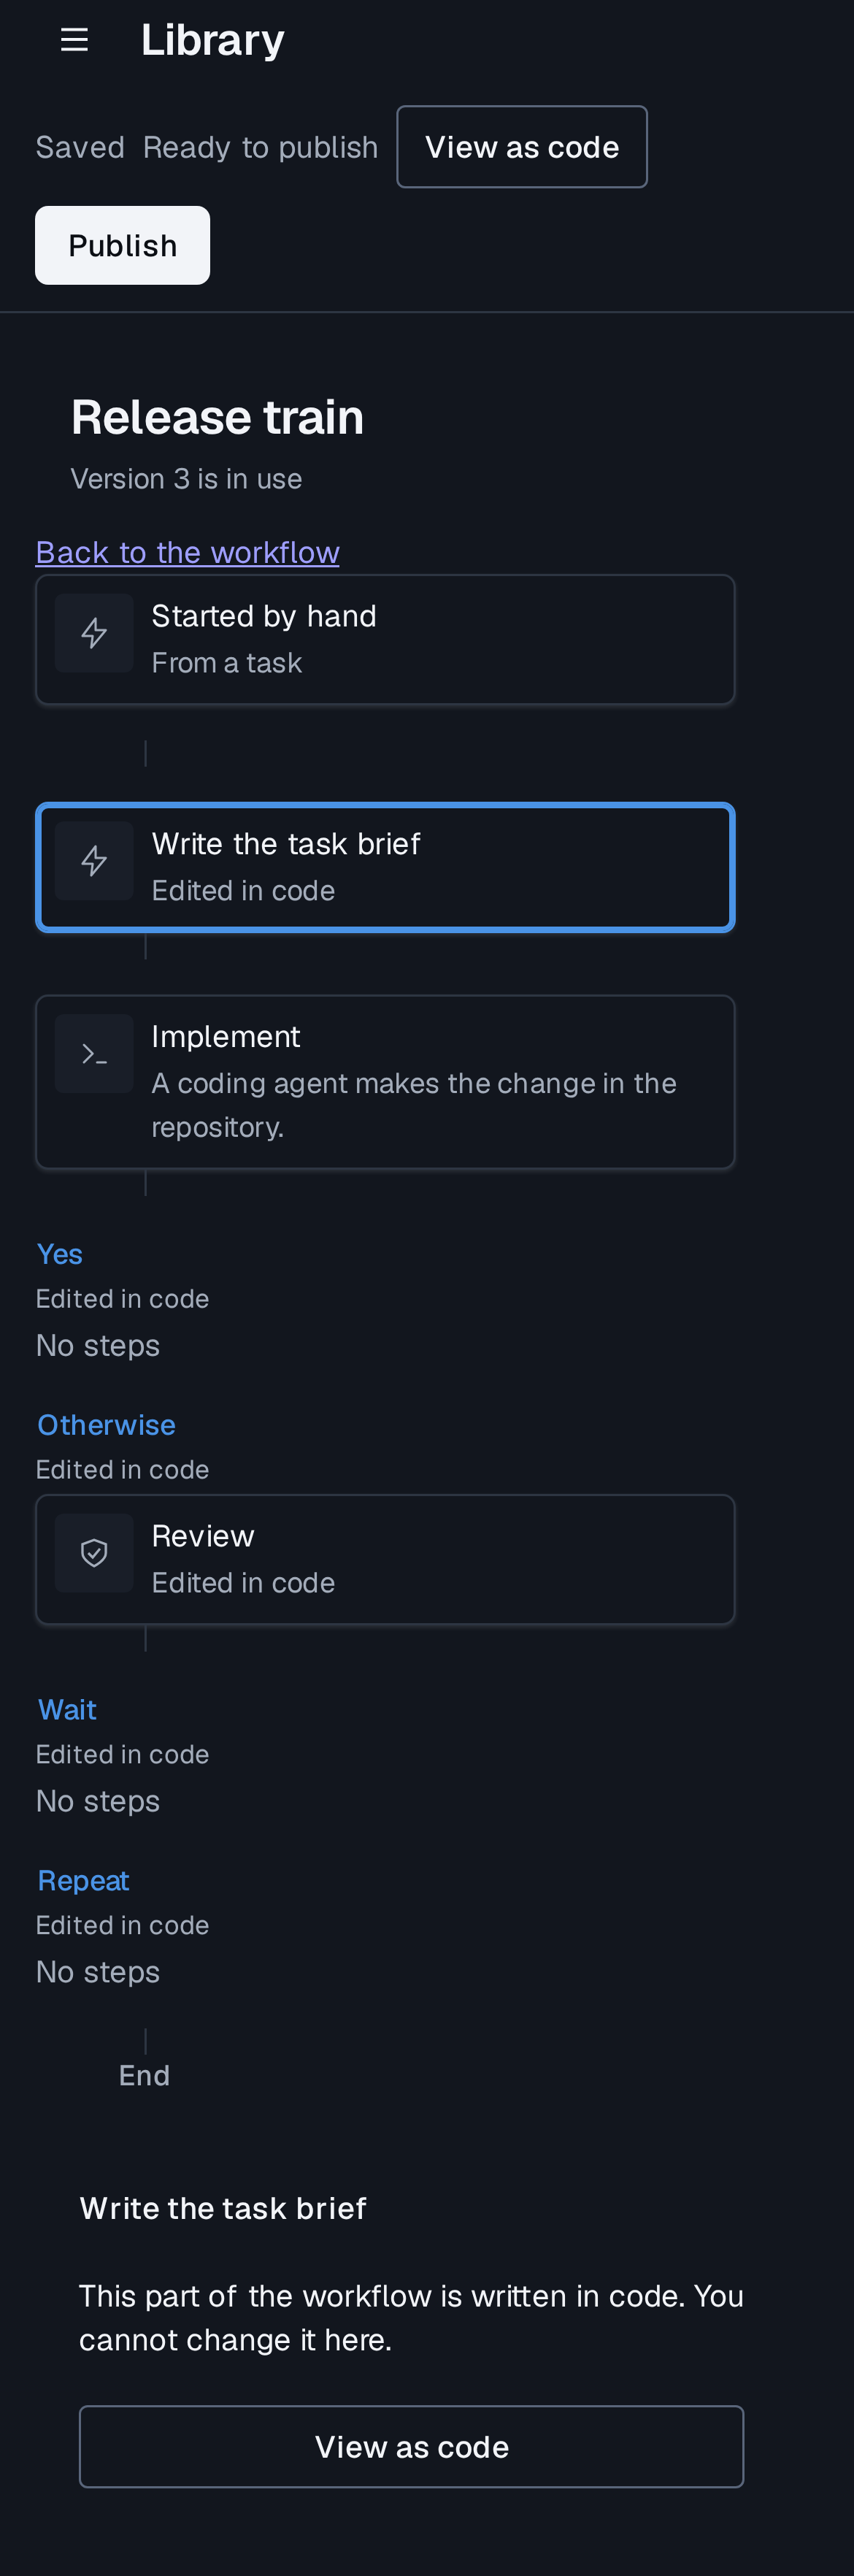 Library
Saved Ready to publish View as code
Publish
Release train
Version 3 is in use
Back to the workflow
Started by hand
From a task
Write the task brief
Edited in code
Implement
A coding agent makes the change in the
repository.
Yes
Edited in code
No steps
Otherwise
Edited in code
Review
Edited in code
Wait
Edited in code
No steps
Repeat
Edited in code
No steps
End
Write the task brief
This part of the workflow is written in code. You
cannot change it here.
View as code